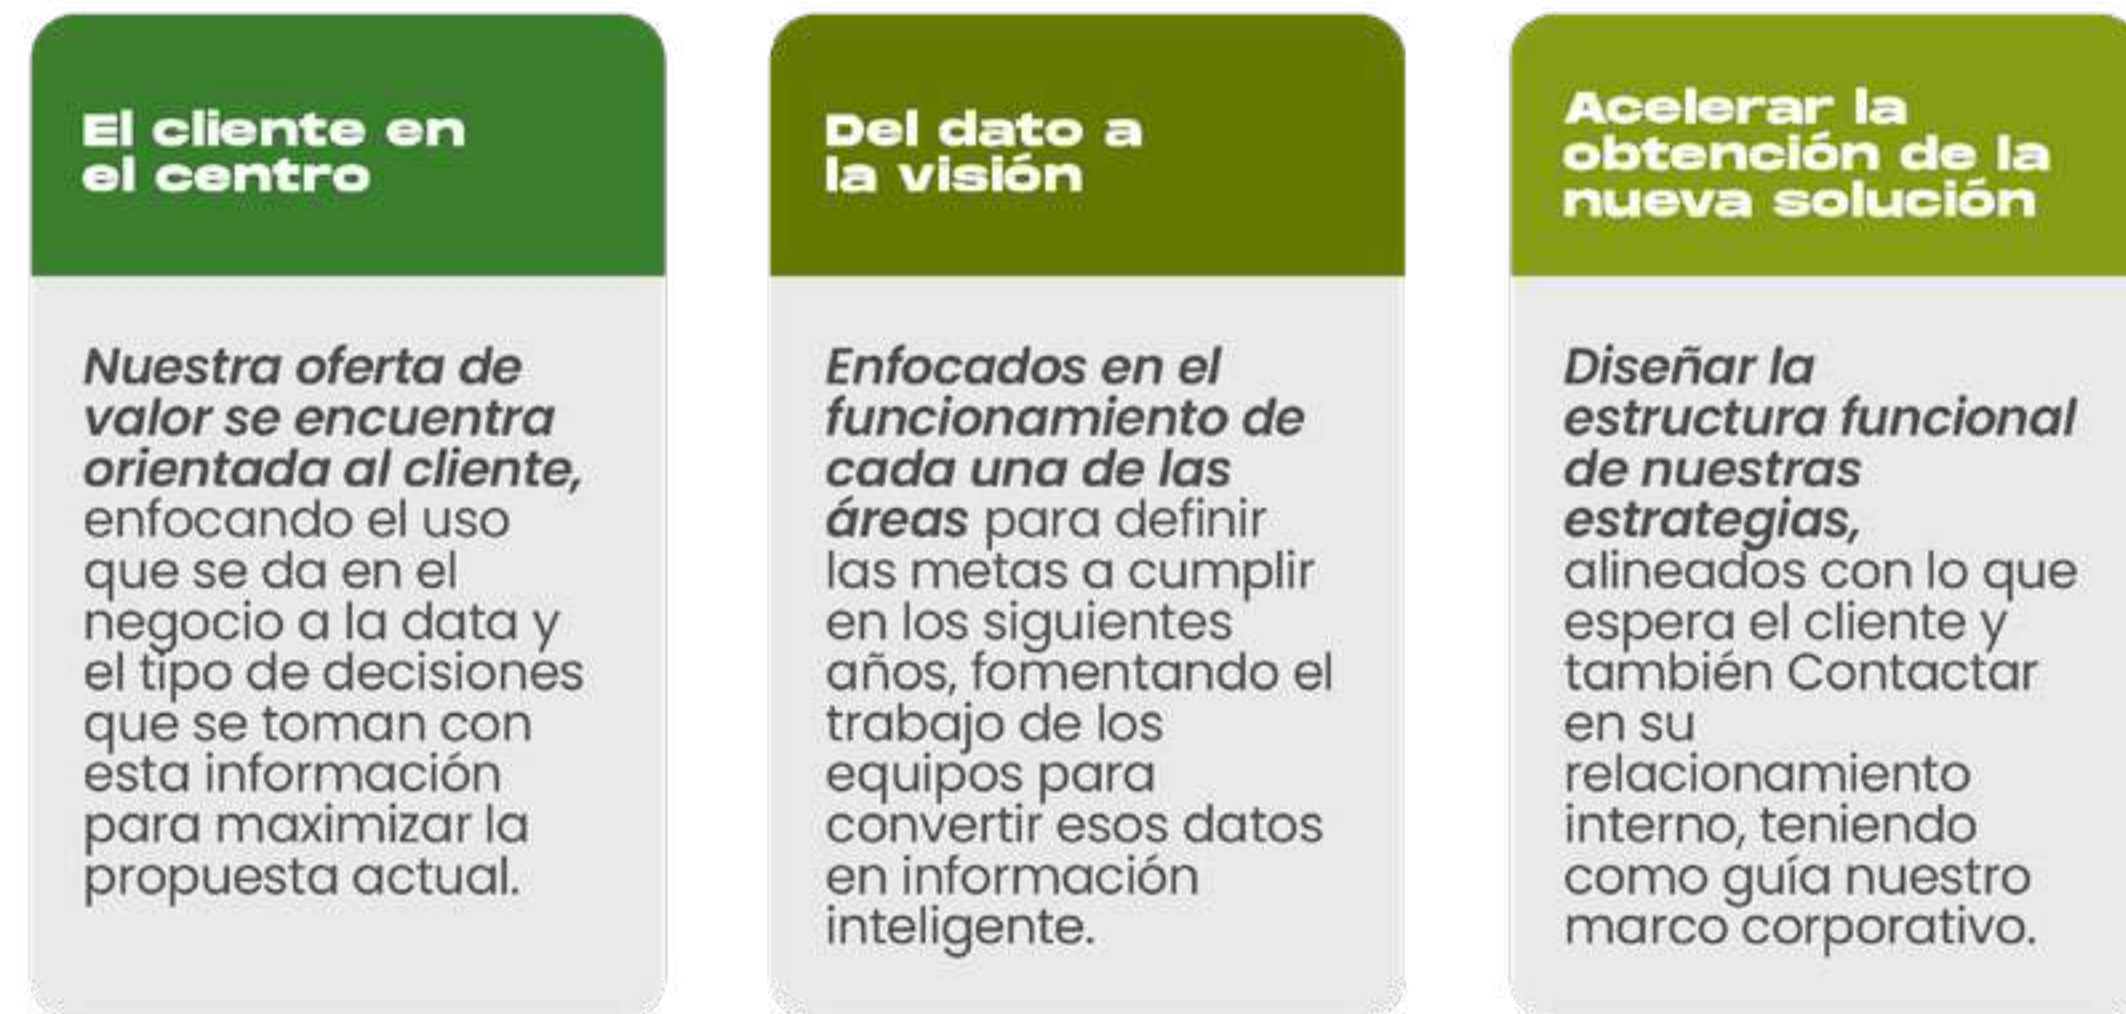 El cliente en
el centro
Nuestra oferta de
valor se encuentra
orientada al cliente,
enfocando el uso
que se da en el
negocio a la data y
el tipo de decisiones
que se toman con
esta información
para maximizar la
propuesta actual.
Del dato a
la visión
Enfocados en el
funcionamiento de
cada una de las
áreas para definir
las metas a cumplir
en los siguientes
años, fomentando el
trabajo de los
equipos para
convertir esos datos
en información
inteligente.
Acelerar la
obtención de la
nueva solución
Diseñar la
estructura funcional
de nuestras
estrategias,
alineados con lo que
espera el cliente y
también Contactar
en su
relacionamiento
interno, teniendo
como guía nuestro
marco corporativo.